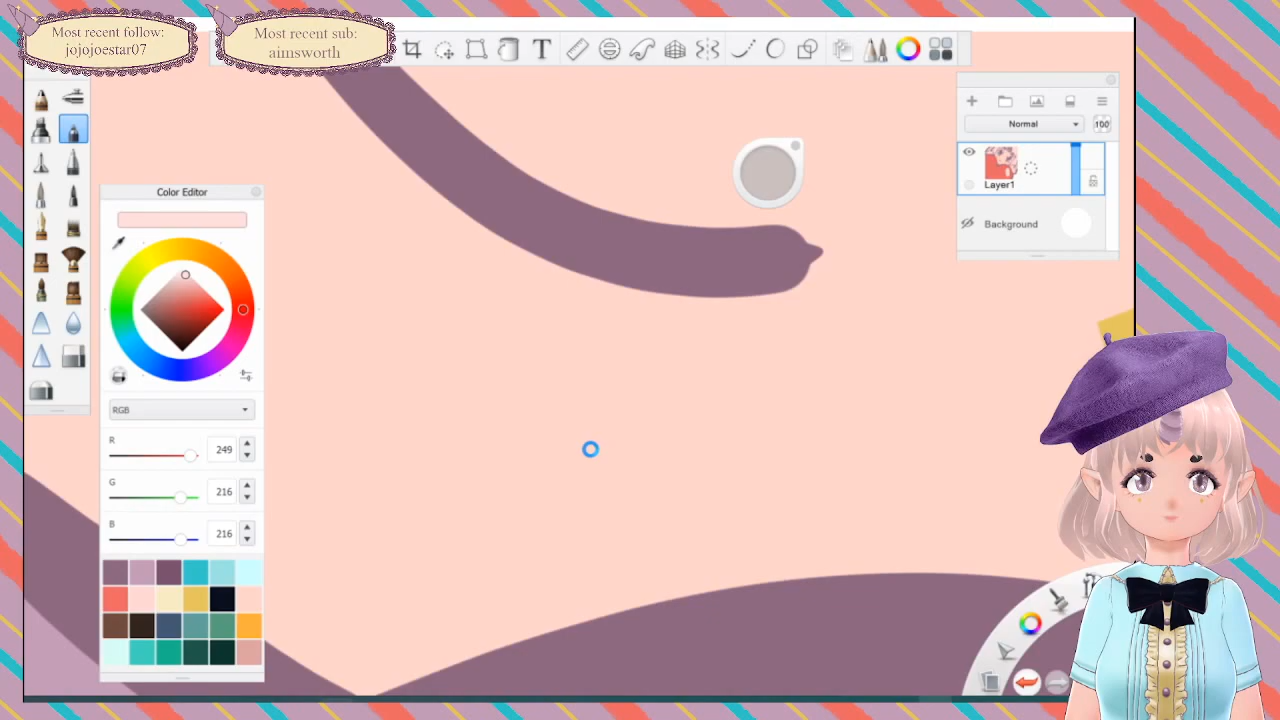 Most recent follow:
jojojoestar07
Most recent sub:
aimsworth
T
Normal
100
Layer1
Background
Color Editor
RGB
R
249
G
216
B
216